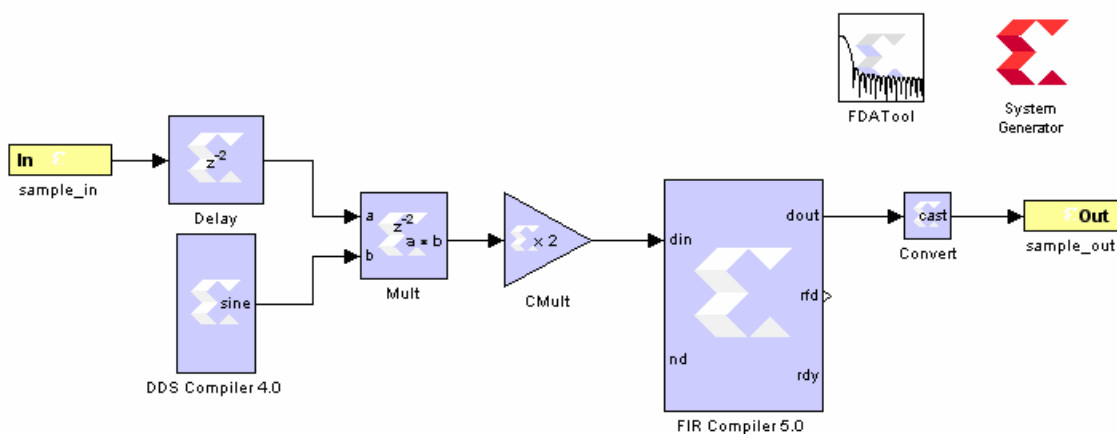 FDATool
System
Generator
In
sample_in
z-2
Delay
sine
DDS Compiler 4.0
a
b
z-2
a * b
Mult
x 2
CMult
din
nd
dout
rfd
rdy
FIR Compiler 5.0
cast
Convert
Out
sample_out